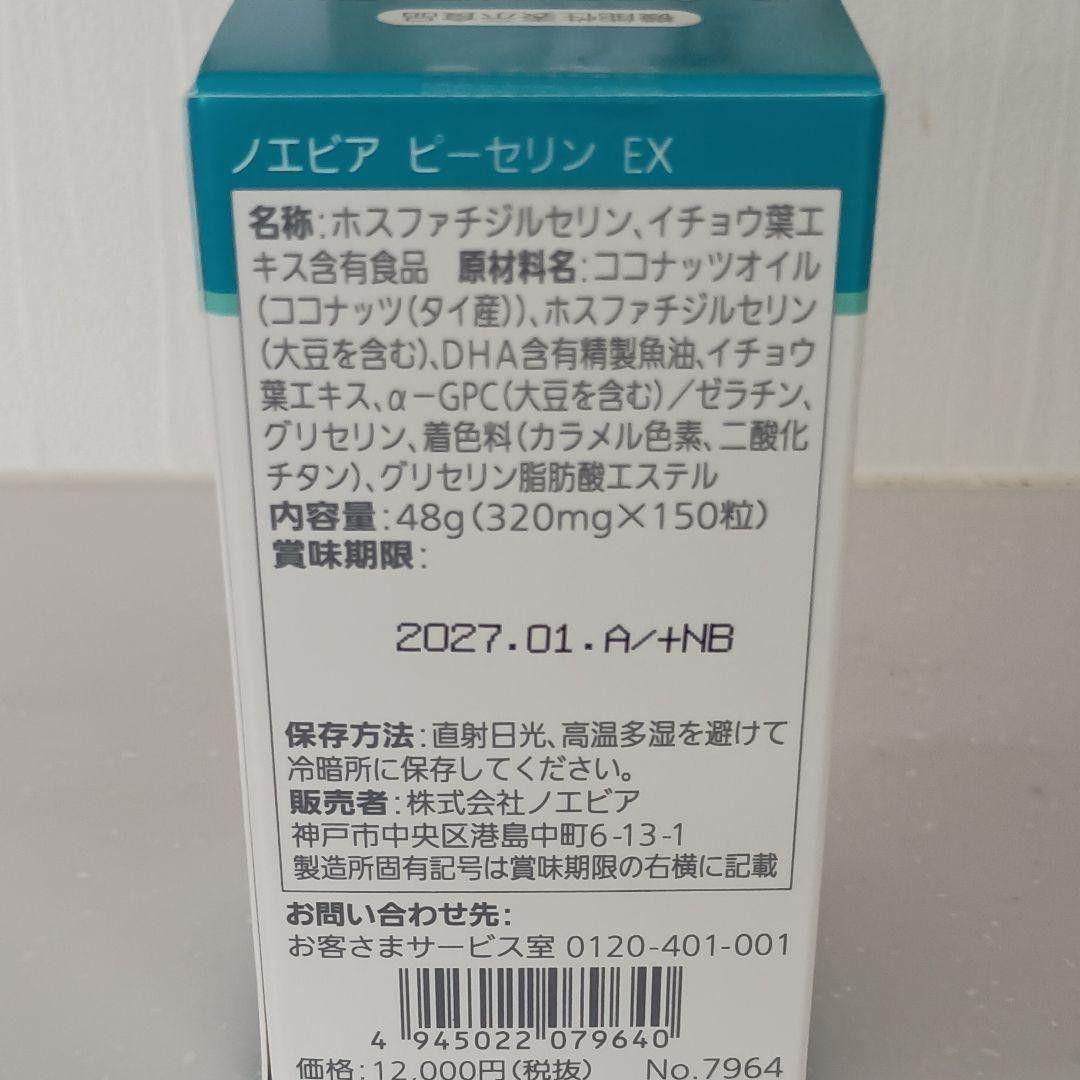 機能性表示食品
ノエビア ピーセリン EX
名称:ホスファチジルセリン、イチョウ葉エ
キス含有食品 原材料名:ココナッツオイル
(ココナッツ(タイ産))、ホスファチジルセリン
(大豆を含む)、DHA含有精製魚油、イチョウ
葉エキス、α-GPC(大豆を含む)/ゼラチン、
グリセリン、着色料(カラメル色素、二酸化
チタン)、グリセリン脂肪酸エステル
内容量:48g(320mg×150粒)
賞味期限:
2027.01.A/+NB
保存方法:直射日光、高温多湿を避けて
冷暗所に保存してください。
販売者:株式会社ノエビア
神戸市中央区港島中町6-13-1
製造所固有記号は賞味期限の右横に記載
お問い合わせ先:
お客さまサービス室 0120-401-001
4 945022 079640
価格:12,000円(税抜) No.7964